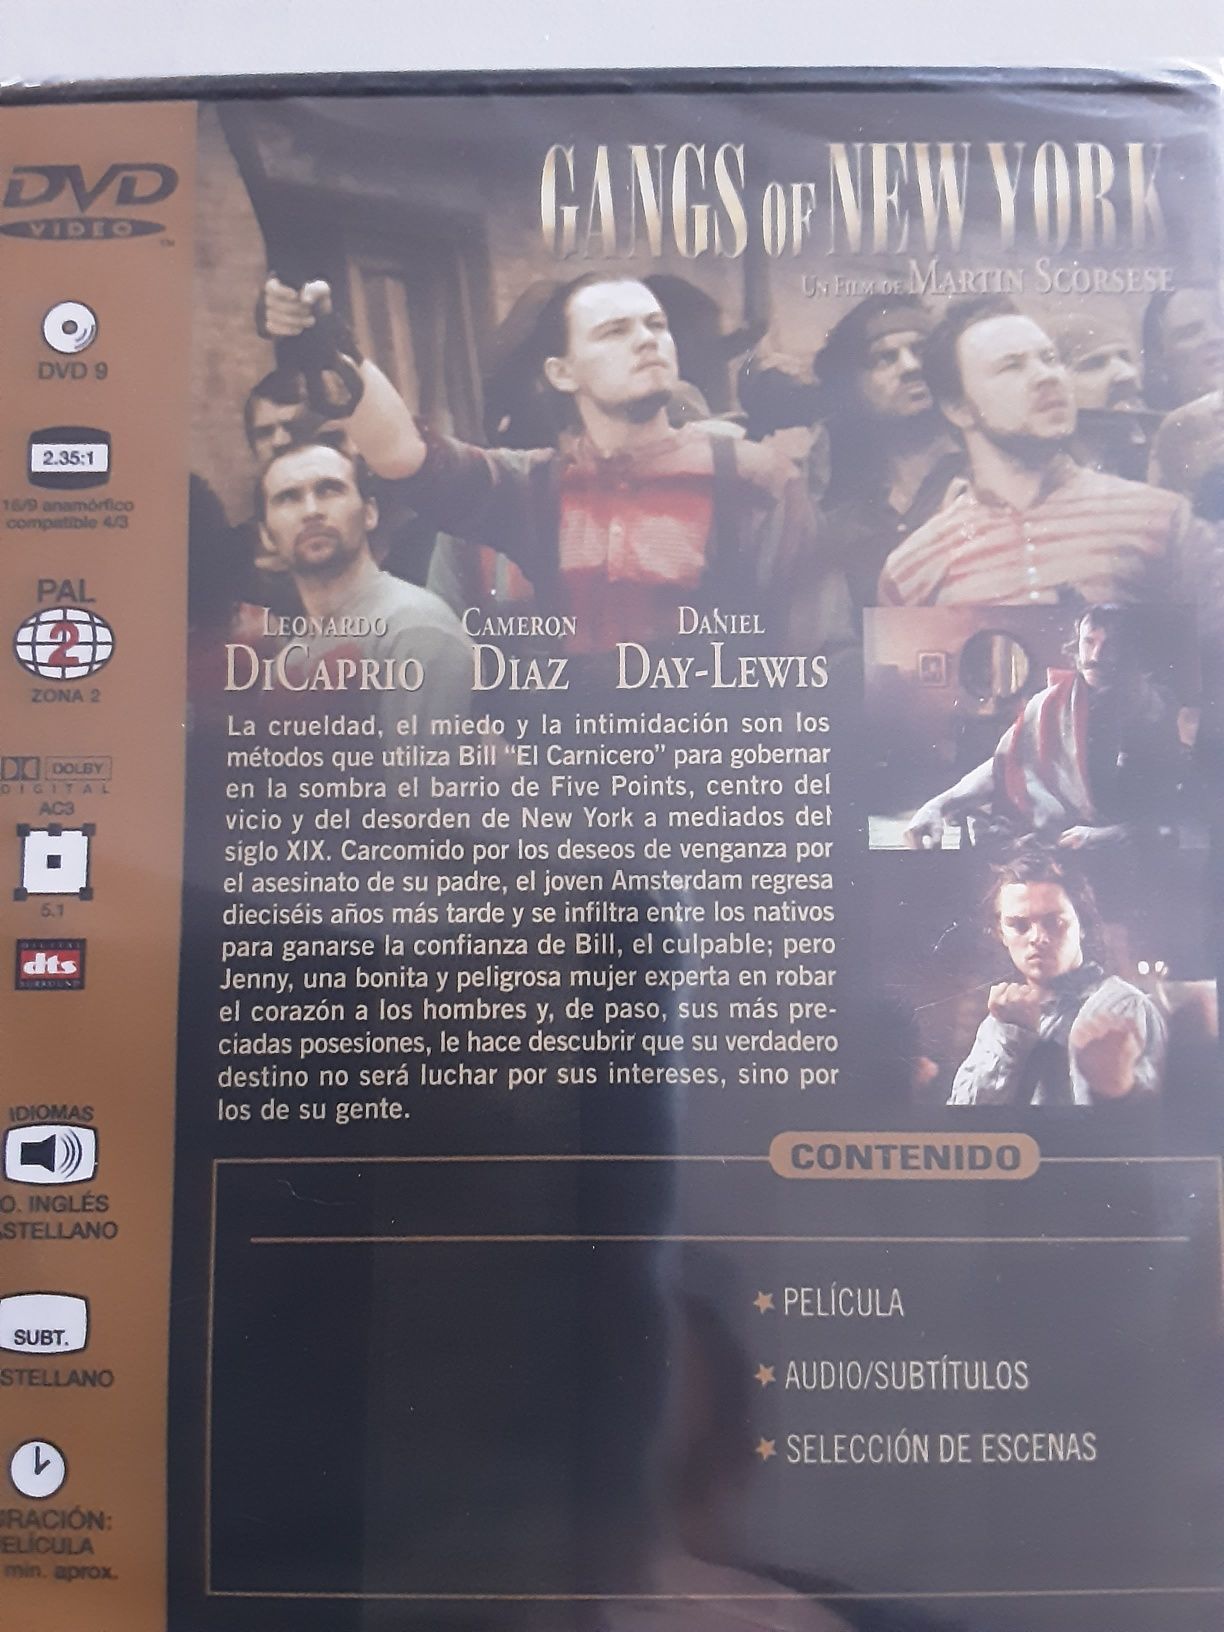 GANGS OF NEW YORK
UN FILM DE MARTIN SCORSESE
DVD
VIDEO
™
DVD 9
2.35:1
16/9 anamórfico
compatible 4/3
PAL
2
ZONA 2
DOLBY
DIGITAL
AC3
5.1
DIGITAL
dts
SURROUND
IDIOMAS
INGLÉS
SUBT.
PELÍCULA
min. aprox.
LEONARDO CAMERON DANIEL
DICAPRIO DIAZ DAY-LEWIS
La crueldad, el miedo y la intimidación son los
métodos que utiliza Bill “El Carnicero” para gobernar
en la sombra el barrio de Five Points, centro del
vicio y del desorden de New York a mediados del
siglo XIX. Carcomido por los deseos de venganza por
el asesinato de su padre, el joven Amsterdam regresa
dieciséis años más tarde y se infiltra entre los nativos
para ganarse la confianza de Bill, el culpable; pero
Jenny, una bonita y peligrosa mujer experta en robar
el corazón a los hombres y, de paso, sus más pre-
ciadas posesiones, le hace descubrir que su verdadero
destino no será luchar por sus intereses, sino por
los de su gente.
CONTENIDO
★ PELÍCULA
★ AUDIO/SUBTÍTULOS
★ SELECCIÓN DE ESCENAS